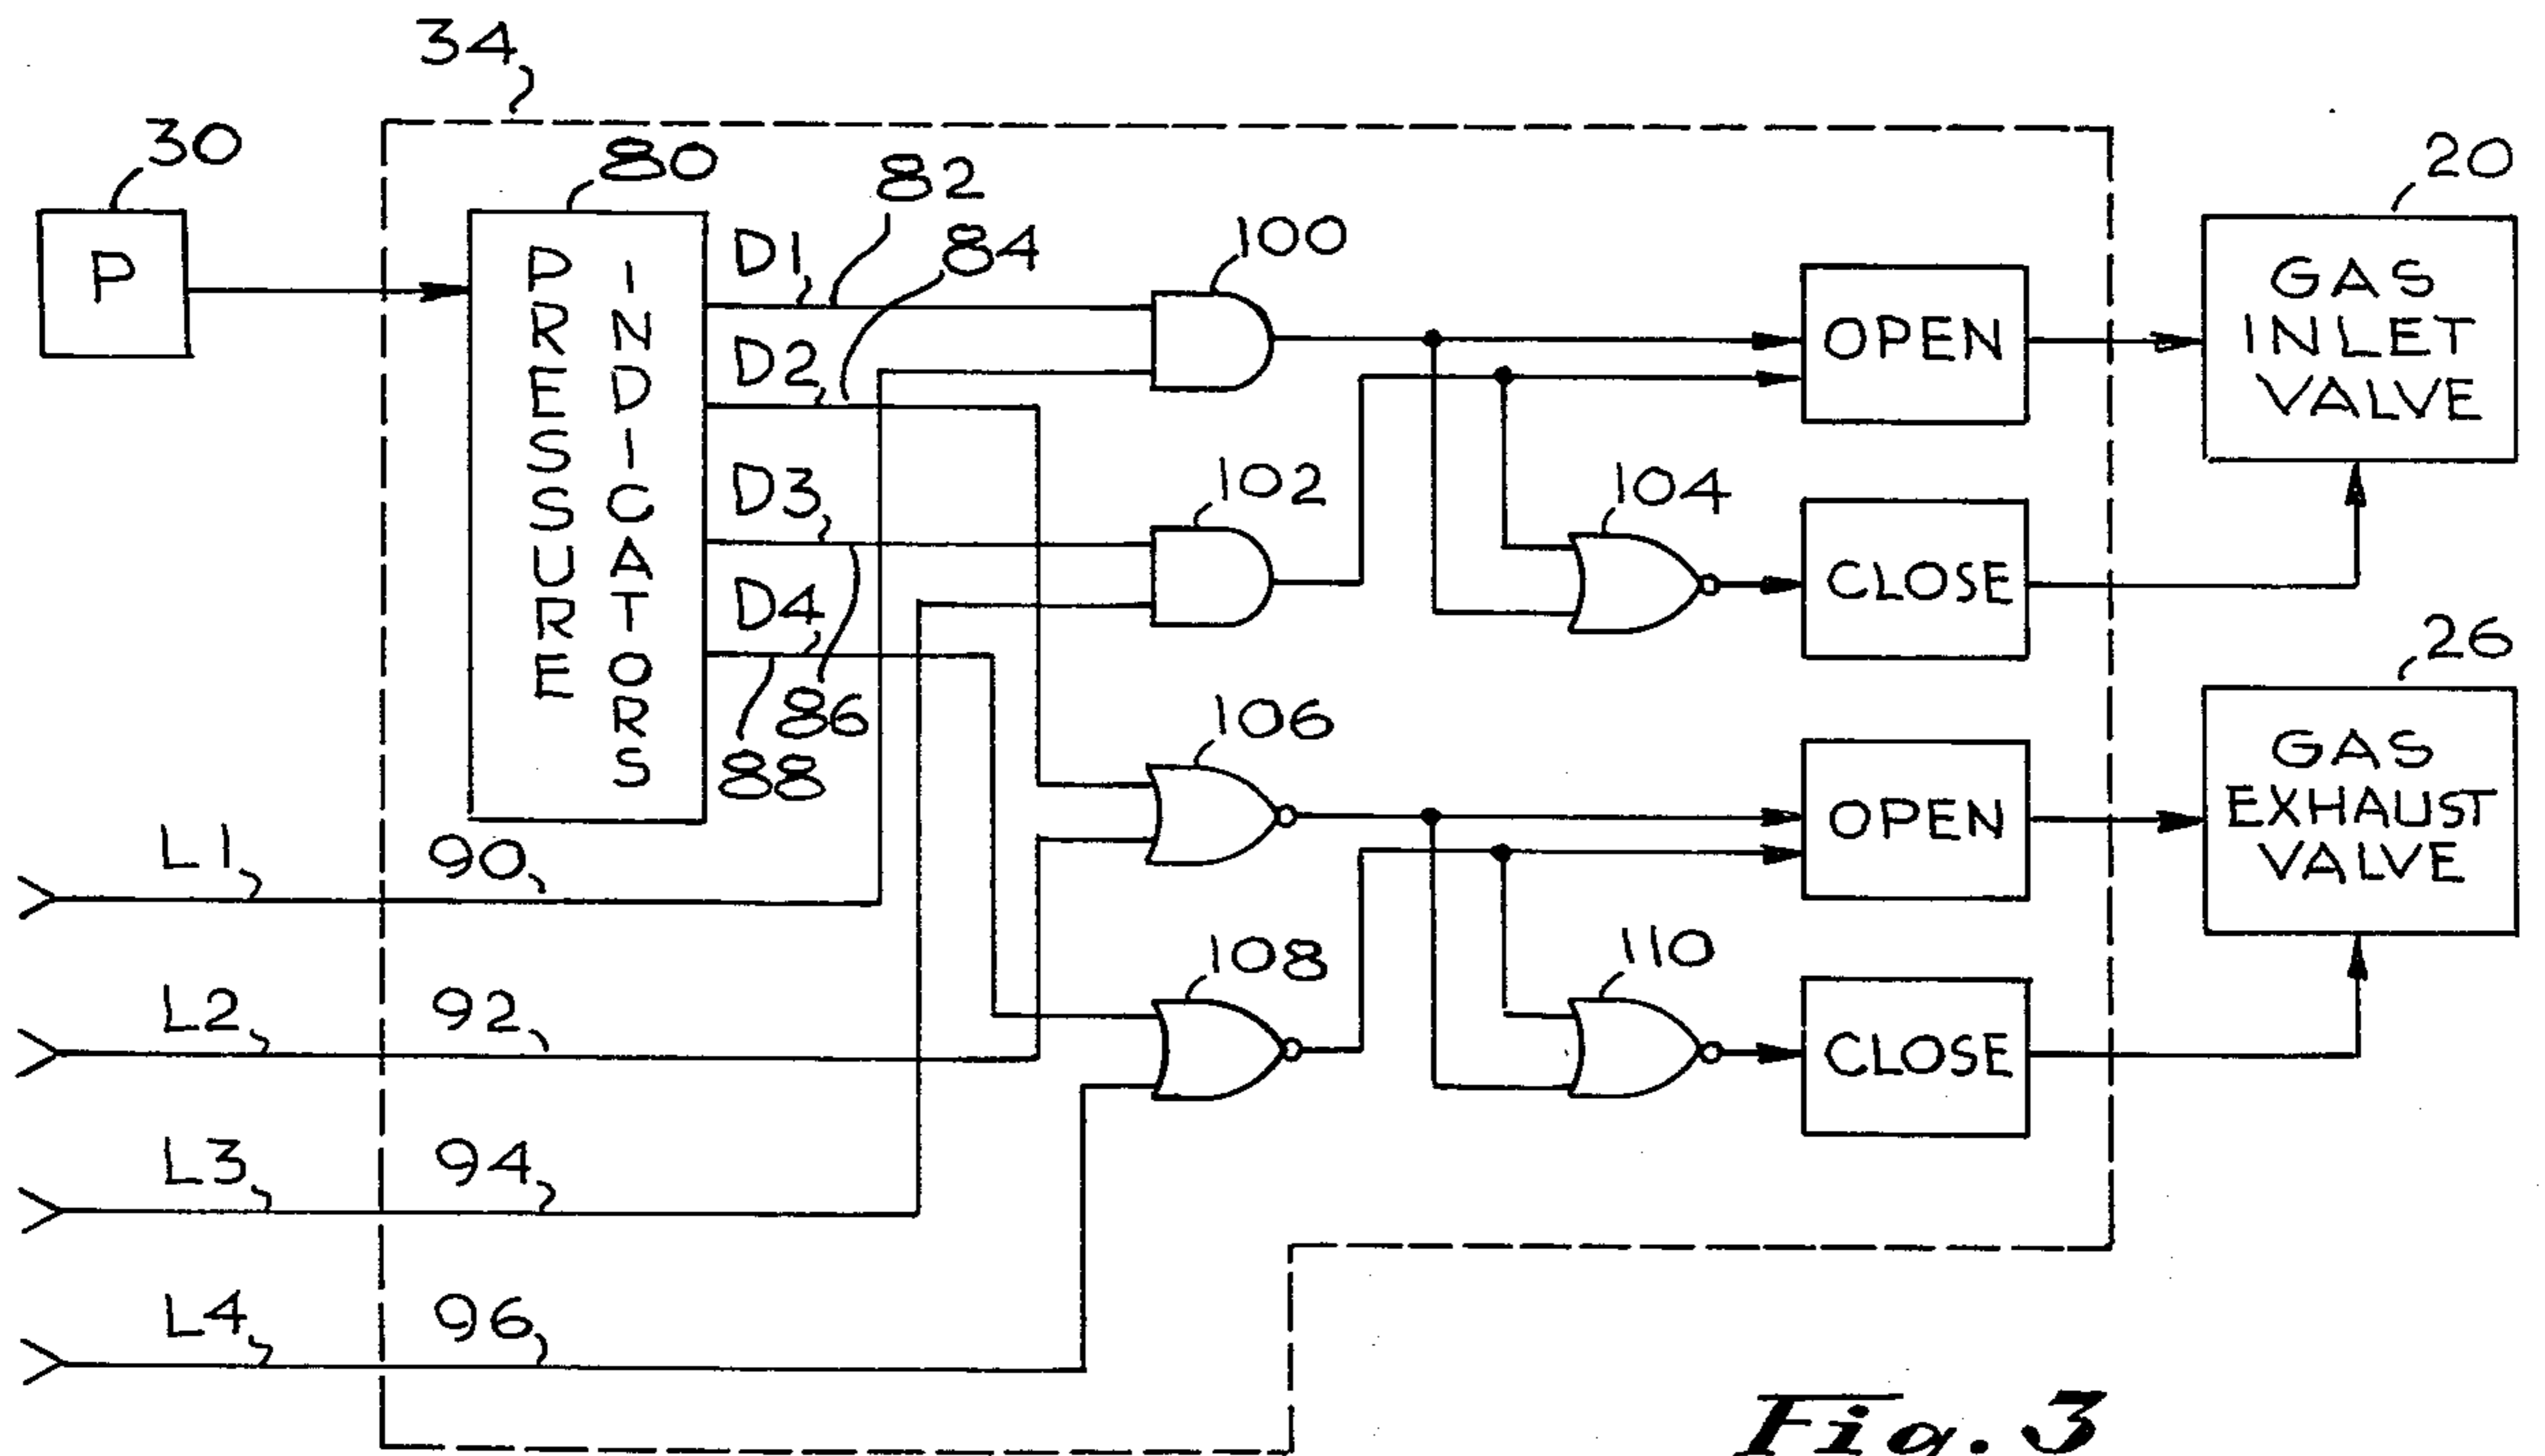 34
30
P
80
PRESSURE
INDICATORS
D1
82
D2
84
D3
86
D4
88
100
102
104
106
108
110
OPEN
CLOSE
OPEN
CLOSE
20
GAS
INLET
VALVE
26
GAS
EXHAUST
VALVE
L1
90
L2
92
L3
94
L4
96
Fig. 3